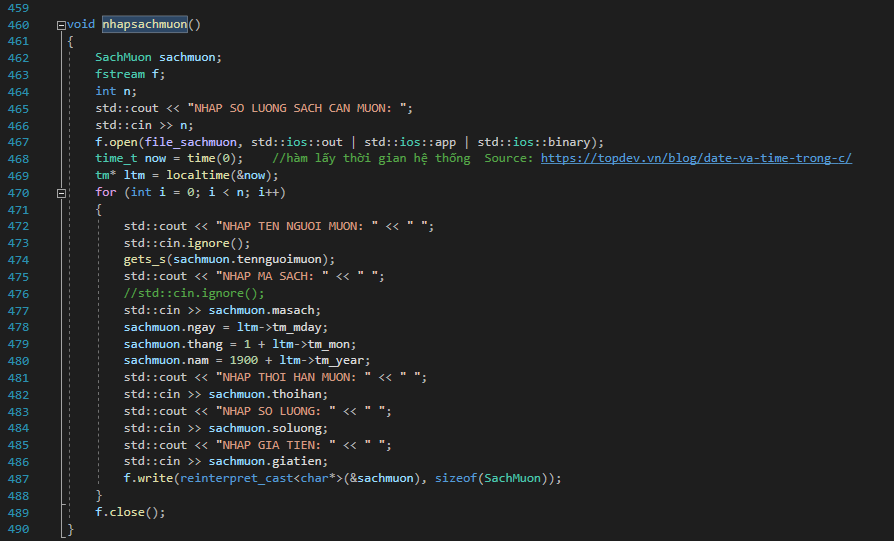 459
460 void nhapsachmuon()
461 {
462 SachMuon sachmuon;
463 fstream f;
464 int n;
465 std::cout << "NHAP SO LUONG SACH CAN MUON: ";
466 std::cin >> n;
467 f.open(file_sachmuon, std::ios::out | std::ios::app | std::ios::binary);
468 time_t now = time(0); //hàm lấy thời gian hệ thống Source: https://topdev.vn/blog/date-va-time-trong-c/
469 tm* ltm = localtime(&now);
470 for (int i = 0; i < n; i++)
471 {
472 std::cout << "NHAP TEN NGUOI MUON: " << " ";
473 std::cin.ignore();
474 gets_s(sachmuon.tennguoimuon);
475 std::cout << "NHAP MA SACH: " << " ";
476 //std::cin.ignore();
477 std::cin >> sachmuon.masach;
478 sachmuon.ngay = ltm->tm_mday;
479 sachmuon.thang = 1 + ltm->tm_mon;
480 sachmuon.nam = 1900 + ltm->tm_year;
481 std::cout << "NHAP THOI HAN MUON: " << " ";
482 std::cin >> sachmuon.thoihan;
483 std::cout << "NHAP SO LUONG: " << " ";
484 std::cin >> sachmuon.soluong;
485 std::cout << "NHAP GIA TIEN: " << " ";
486 std::cin >> sachmuon.giatien;
487 f.write(reinterpret_cast<char*>(&sachmuon), sizeof(SachMuon));
488 }
489 f.close();
490 }